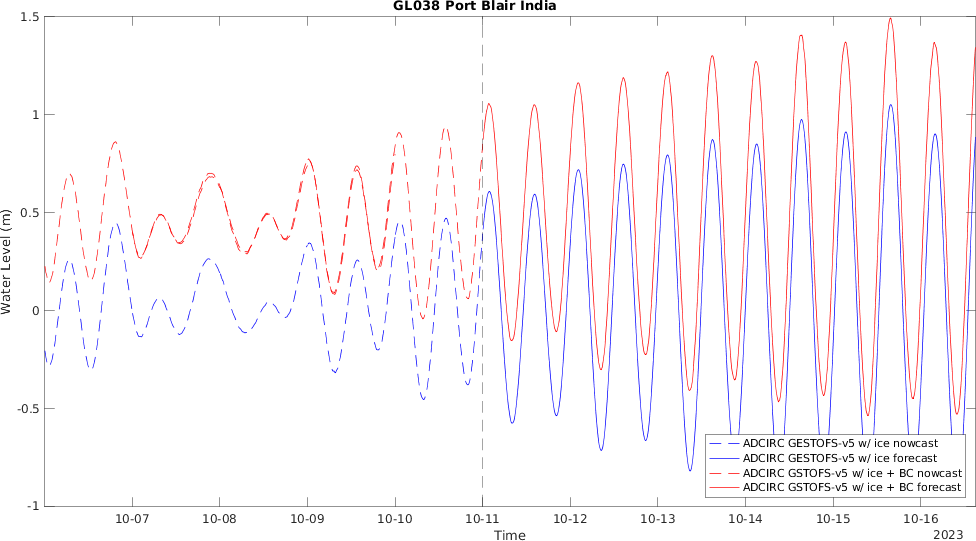 GL038 Port Blair India
1.5
1
0.5
0
-0.5
-1
Water Level (m)
10-07 10-08 10-09 10-10 10-11 10-12 10-13 10-14 10-15 10-16
Time
2023
ADCIRC GESTOFS-v5 w/ ice nowcast
ADCIRC GESTOFS-v5 w/ ice forecast
ADCIRC GSTOFS-v5 w/ ice + BC nowcast
ADCIRC GSTOFS-v5 w/ ice + BC forecast